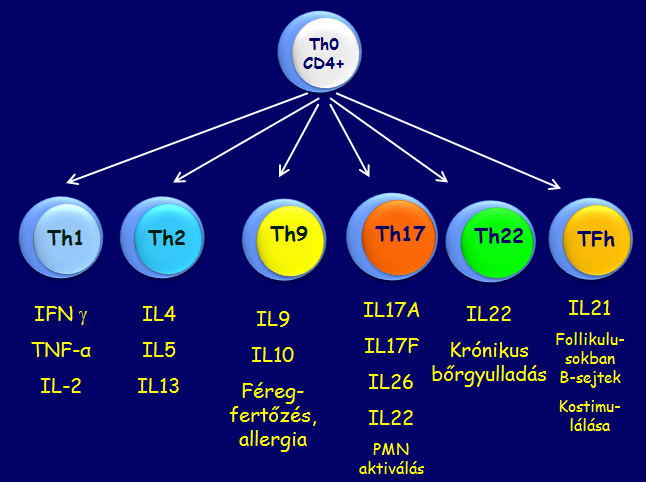 Th0
CD4+
Th1
Th2
Th9
Th17
Th22
TFh
IFN γ
TNF-α
IL-2
IL4
IL5
IL13
IL9
IL10
Féreg-
fertőzés,
allergia
IL17A
IL17F
IL26
IL22
PMN
aktiválás
IL22
Krónikus
bőrgyulladás
IL21
Follikulu-
sokban
B-sejtek
Kostimu-
lálása